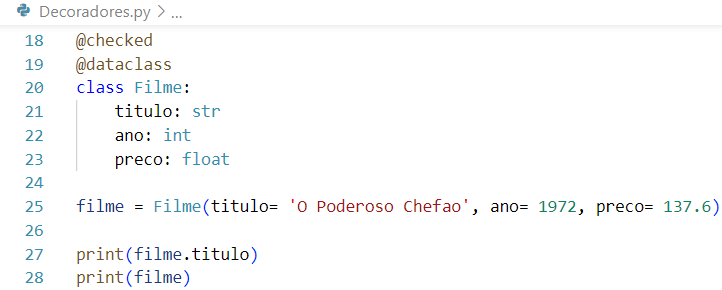 Decoradores.py > ...
18 @checked
19 @dataclass
20 class Filme:
21     titulo: str
22     ano: int
23     preco: float
24
25 filme = Filme(titulo= 'O Poderoso Chefao', ano= 1972, preco= 137.6)
26
27 print(filme.titulo)
28 print(filme)